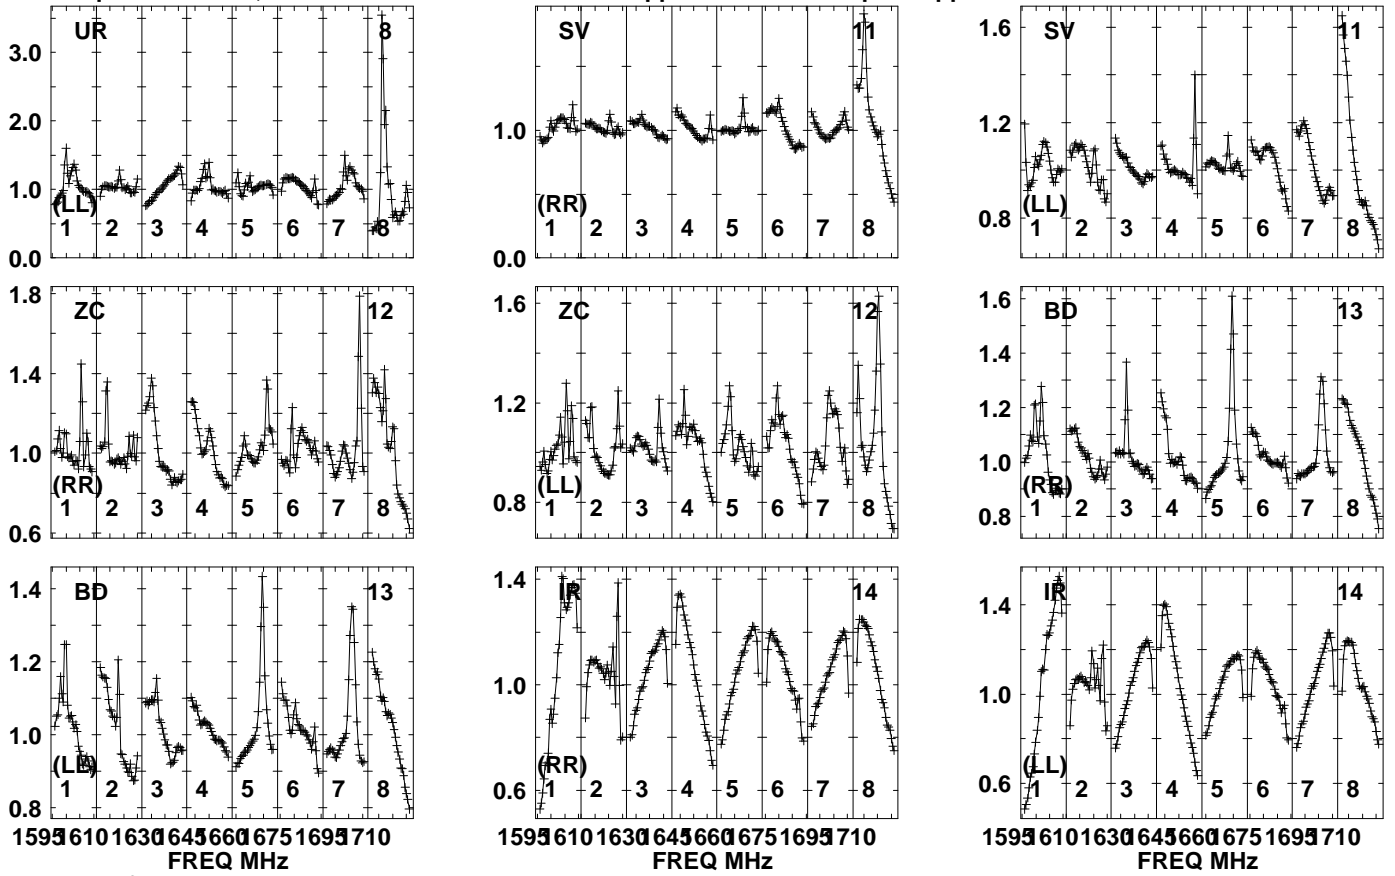 UR 8 SV 11 SV 11
3.0 1.6
2.0 1.0 1.2
1.0
(LL) (RR) (LL) 0.8
1 2 3 4 5 6 7 8 1 2 3 4 5 6 7 8 1 2 3 4 5 6 7 8
0.0 0.0
1.8 ZC 12 1.6 ZC 12 1.6 BD 13
1.4 1.2 1.4
1.2
1.0 1.0
(RR) (LL) (RR)
1 2 3 4 5 6 7 8 1 2 3 4 5 6 7 8 1 2 3 4 5 6 7 8
0.6 0.8 0.8
1.4 BD 13 1.4 IR 14 IR 14
1.2 1.4
1.0 1.0 1.0
(LL) (RR) (LL)
1 2 3 4 5 6 7 8 1 2 3 4 5 6 7 8 1 2 3 4 5 6 7 8
0.8 0.6 0.6
1595 1610 1630 1645 1660 1675 1695 1710 1595 1610 1630 1645 1660 1675 1695 1710 1595 1610 1630 1645 1660 1675 1695 1710
FREQ MHz FREQ MHz FREQ MHz